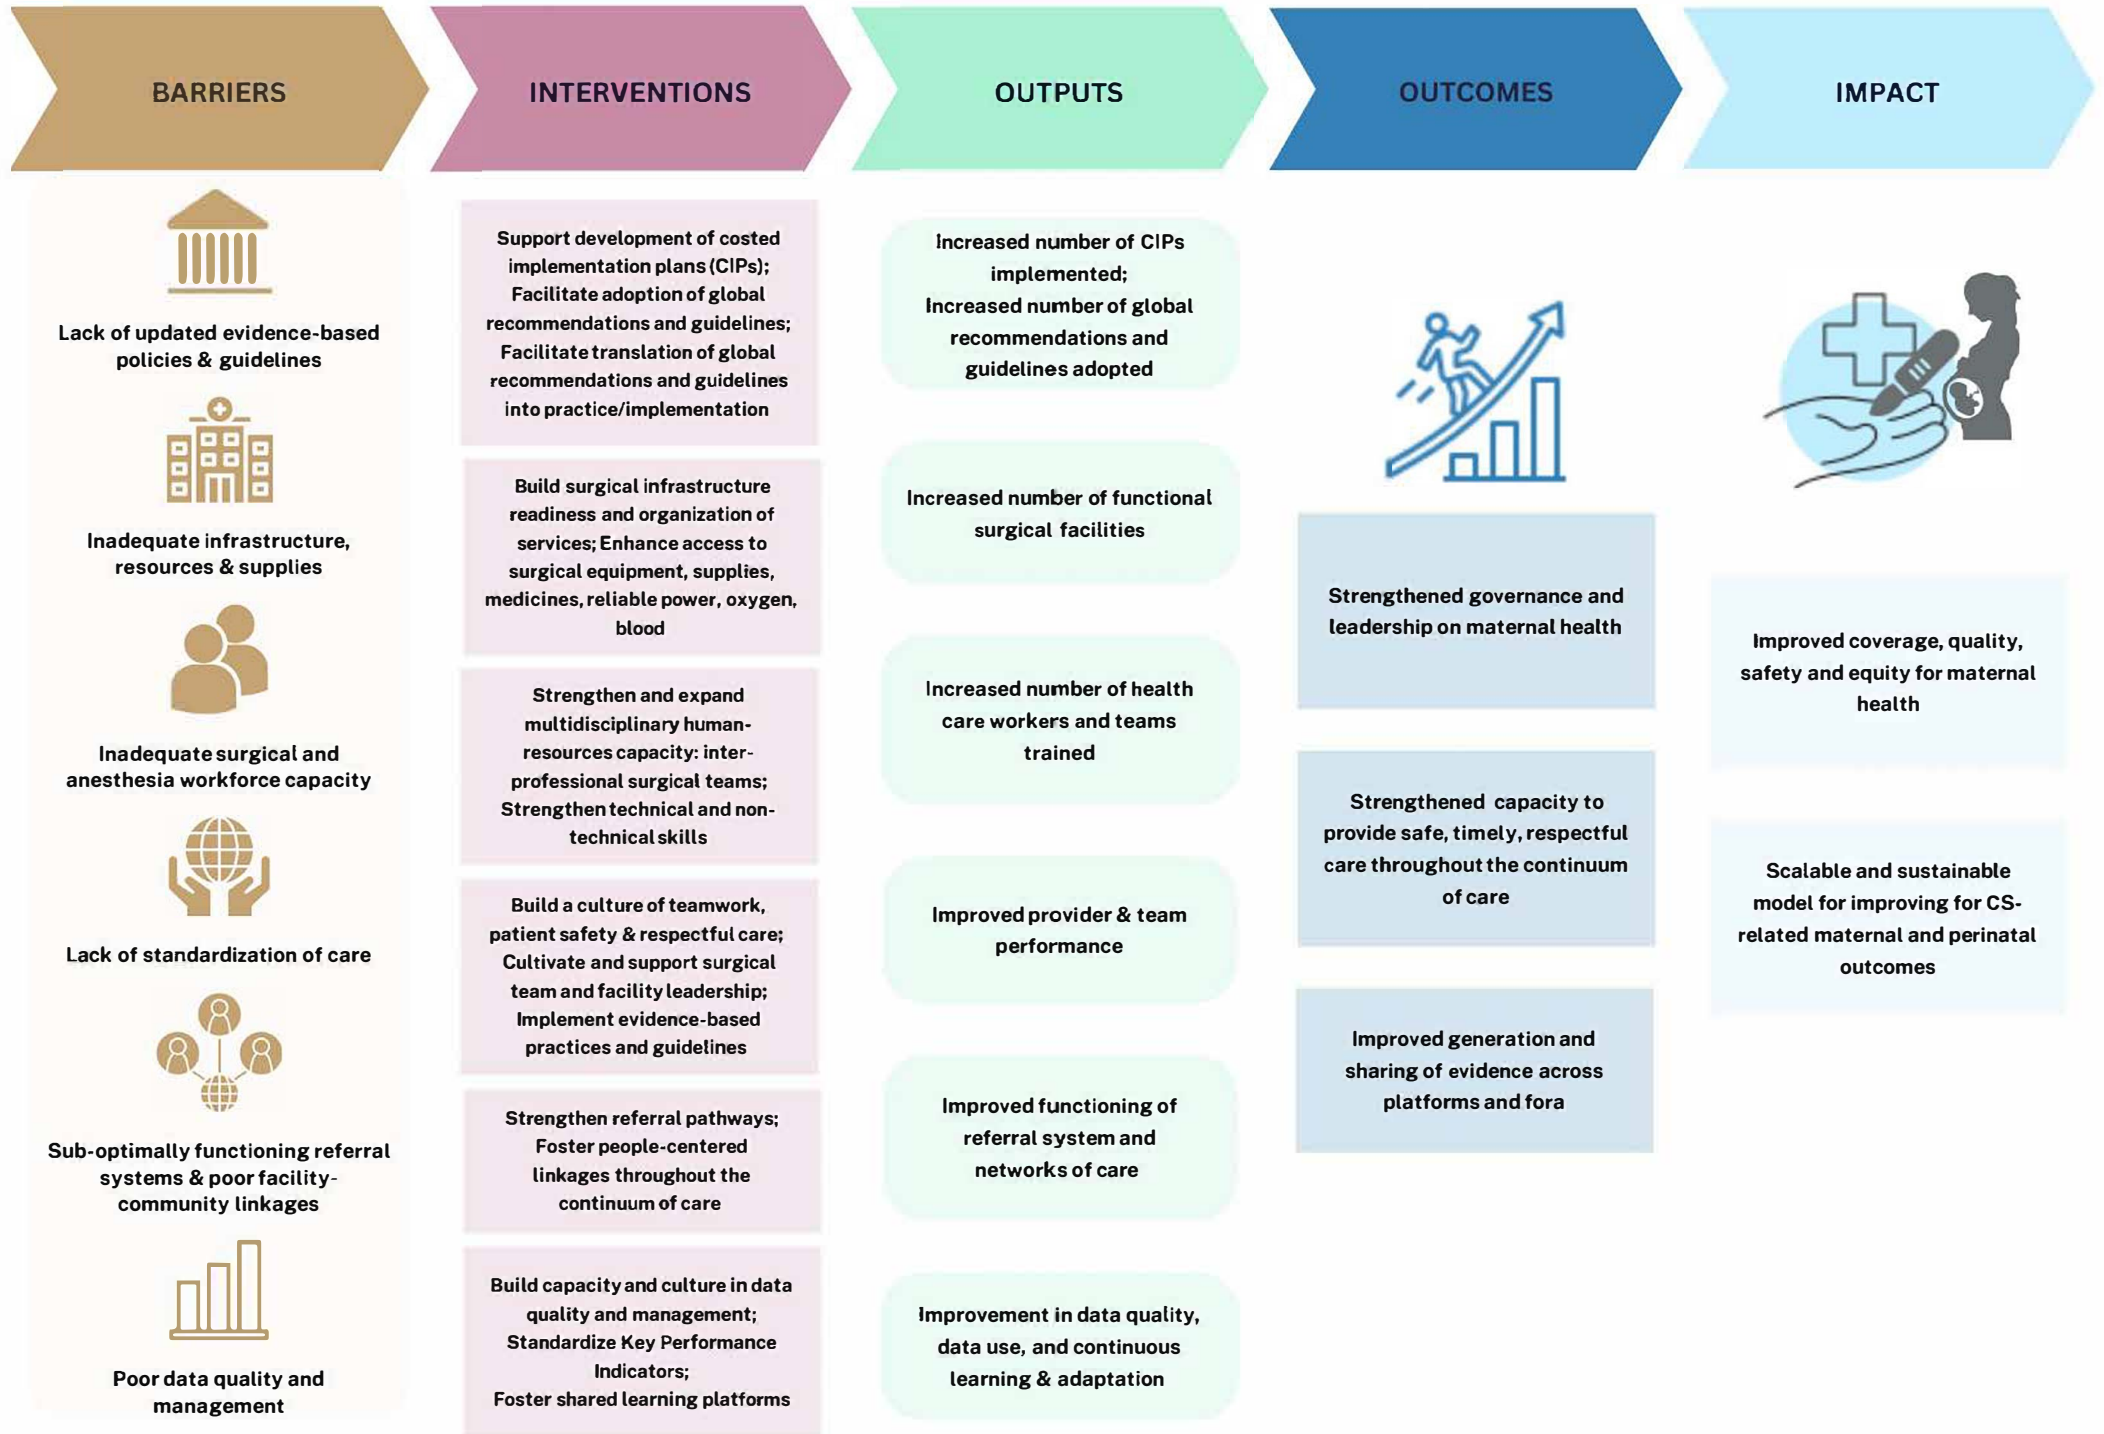 BARRIERS
INTERVENTIONS
OUTPUTS
OUTCOMES
IMPACT
Lack of updated evidence-based
policies & guidelines
Inadequate infrastructure,
resources & supplies
Inadequate surgical and
anesthesia workforce capacity
Lack of standardization of care
Sub-optimally functioning referral
systems & poor facility-
community linkages
Poor data quality and
management
Support development of costed
implementation plans (CIPs);
Facilitate adoption of global
recommendations and guidelines;
Facilitate translation of global
recommendations and guidelines
into practice/implementation
Build surgical infrastructure
readiness and organization of
services; Enhance access to
surgical equipment, supplies,
medicines, reliable power, oxygen,
blood
Strengthen and expand
multidisciplinary human-
resources capacity: inter-
professional surgical teams;
Strengthen technical and non-
technical skills
Build a culture of teamwork,
patient safety & respectful care;
Cultivate and support surgical
team and facility leadership;
Implement evidence-based
practices and guidelines
Strengthen referral pathways;
Foster people-centered
linkages throughout the
continuum of care
Build capacity and culture in data
quality and management;
Standardize Key Performance
Indicators;
Foster shared learning platforms
Increased number of CIPs
implemented;
Increased number of global
recommendations and
guidelines adopted
Increased number of functional
surgical facilities
Increased number of health
care workers and teams
trained
Improved provider & team
performance
Improved functioning of
referral system and
networks of care
Improvement in data quality,
data use, and continuous
learning & adaptation
Strengthened governance and
leadership on maternal health
Strengthened capacity to
provide safe, timely, respectful
care throughout the continuum
of care
Improved generation and
sharing of evidence across
platforms and fora
Improved coverage, quality,
safety and equity for maternal
health
Scalable and sustainable
model for improving for CS-
related maternal and perinatal
outcomes